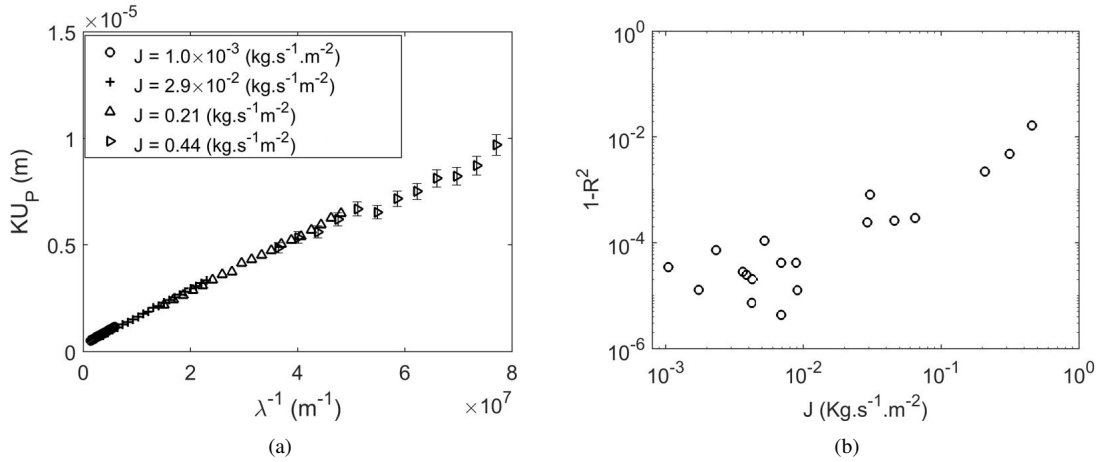 ×10⁻⁵
1.5
1
0.5
0
KU_P (m)
J = 1.0×10⁻³ (kg.s⁻¹.m⁻²)
J = 2.9×10⁻² (kg.s⁻¹m⁻²)
J = 0.21 (kg.s⁻¹m⁻²)
J = 0.44 (kg.s⁻¹m⁻²)
0 2 4 6 8
λ⁻¹ (m⁻¹)
×10⁷
(a)
10⁰
10⁻²
10⁻⁴
10⁻⁶
1-R²
10⁻³ 10⁻² 10⁻¹ 10⁰
J (Kg.s⁻¹.m⁻²)
(b)